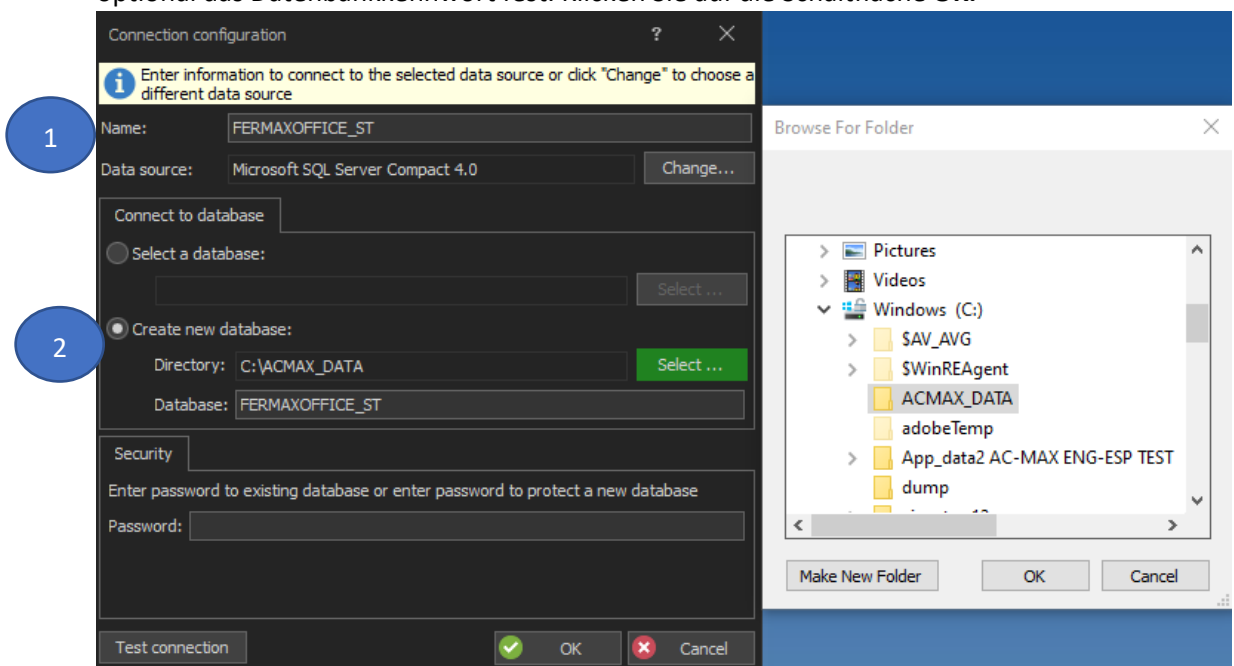 Connection configuration ?
Enter information to connect to the selected data source or click "Change" to choose a
different data source
1
Name: FERMAXOFFICE_ST
Data source: Microsoft SQL Server Compact 4.0 Change...
Connect to database
Select a database:
Select ...
2
Create new database:
Directory: C:\ACMAX_DATA Select ...
Database: FERMAXOFFICE_ST
Security
Enter password to existing database or enter password to protect a new database
Password:
Test connection OK Cancel
Browse For Folder
Pictures
Videos
Windows (C:)
$AV_AVG
$WinREAgent
ACMAX_DATA
adobeTemp
App_data2 AC-MAX ENG-ESP TEST
dump
Make New Folder OK Cancel